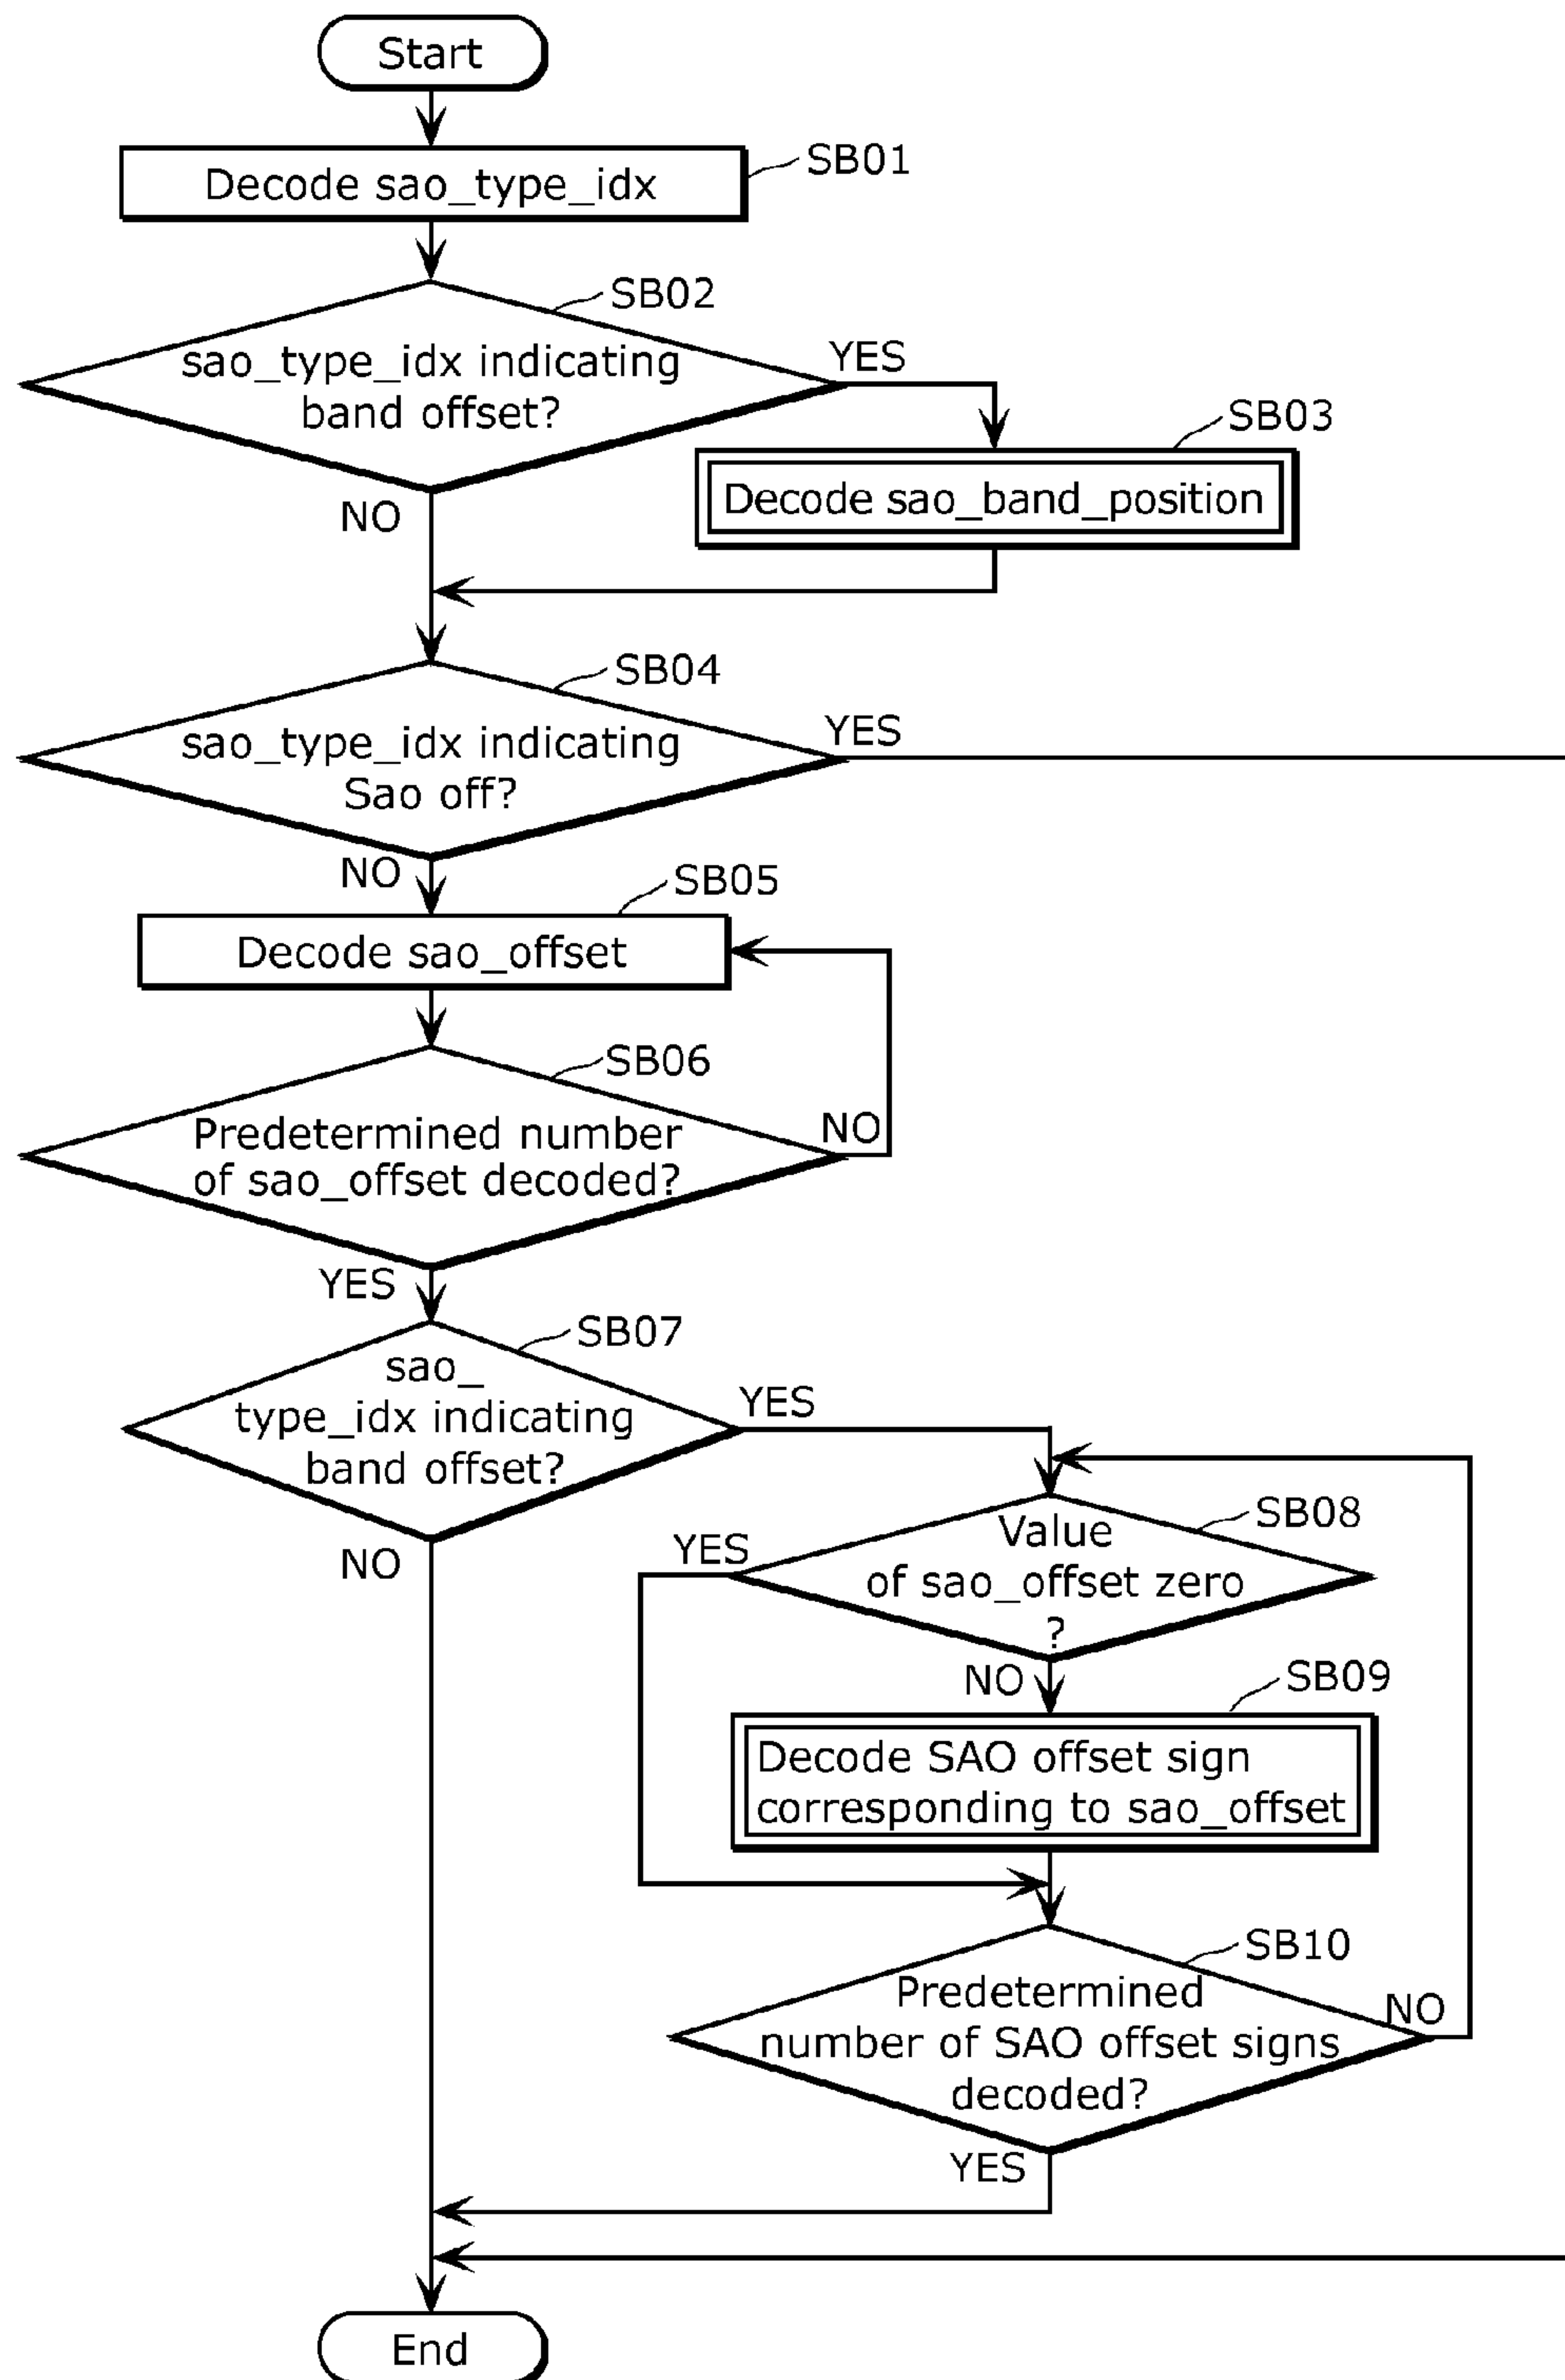 Start
SB01
Decode sao_type_idx
SB02
sao_type_idx indicating
band offset?
YES
NO
SB03
Decode sao_band_position
SB04
sao_type_idx indicating
Sao off?
YES
NO
SB05
Decode sao_offset
SB06
Predetermined number
of sao_offset decoded?
NO
YES
SB07
sao_
type_idx indicating
band offset?
YES
NO
SB08
Value
of sao_offset zero
?
YES
NO
SB09
Decode SAO offset sign
corresponding to sao_offset
SB10
Predetermined
number of SAO offset signs
decoded?
NO
YES
End